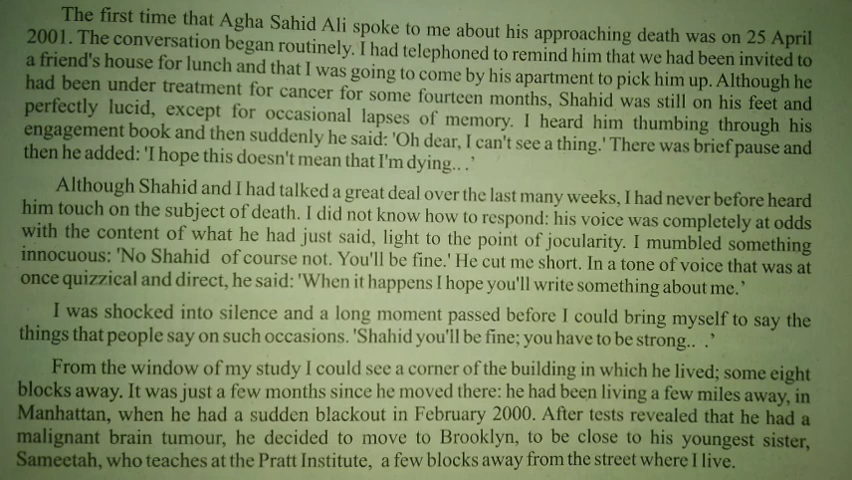 The first time that Agha Sahid Ali spoke to me about his approaching death was on 25 April
2001. The conversation began routinely. I had telephoned to remind him that we had been invited to
a friend's house for lunch and that I was going to come by his apartment to pick him up. Although he
had been under treatment for cancer for some fourteen months, Shahid was still on his feet and
perfectly lucid, except for occasional lapses of memory. I heard him thumbing through his
engagement book and then suddenly he said: 'Oh dear, I can't see a thing.' There was brief pause and
then he added: 'I hope this doesn't mean that I'm dying...'
Although Shahid and I had talked a great deal over the last many weeks, I had never before heard
him touch on the subject of death. I did not know how to respond: his voice was completely at odds
with the content of what he had just said, light to the point of jocularity. I mumbled something
innocuous: 'No Shahid of course not. You'll be fine.' He cut me short. In a tone of voice that was at
once quizzical and direct, he said: 'When it happens I hope you'll write something about me.'
I was shocked into silence and a long moment passed before I could bring myself to say the
things that people say on such occasions. 'Shahid you'll be fine; you have to be strong.. .'
From the window of my study I could see a corner of the building in which he lived; some eight
blocks away. It was just a few months since he moved there: he had been living a few miles away, in
Manhattan, when he had a sudden blackout in February 2000. After tests revealed that he had a
malignant brain tumour, he decided to move to Brooklyn, to be close to his youngest sister,
Sameetah, who teaches at the Pratt Institute, a few blocks away from the street where I live.